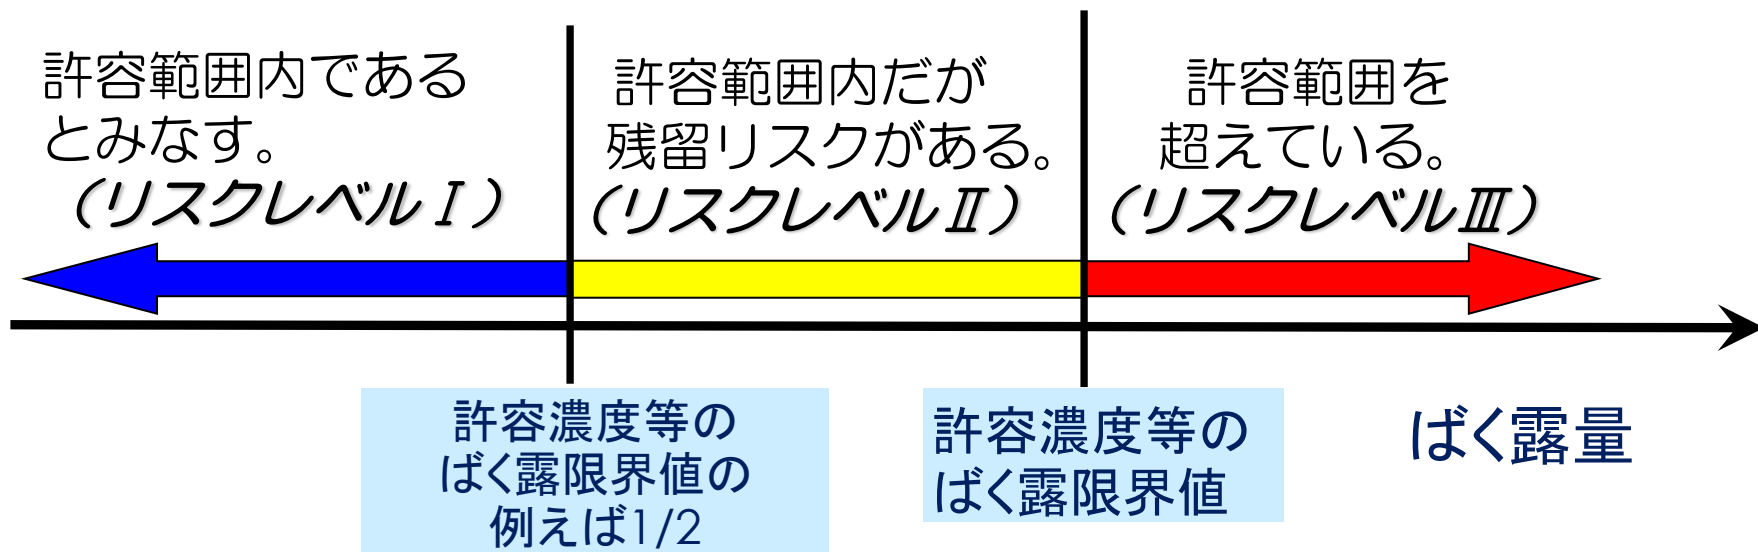 許容範囲内である
とみなす。
（リスクレベルⅠ）
許容範囲内だが
残留リスクがある。
（リスクレベルⅡ）
許容範囲を
超えている。
（リスクレベルⅢ）
許容濃度等の
ばく露限界値の
例えば1/2
許容濃度等の
ばく露限界値
ばく露量